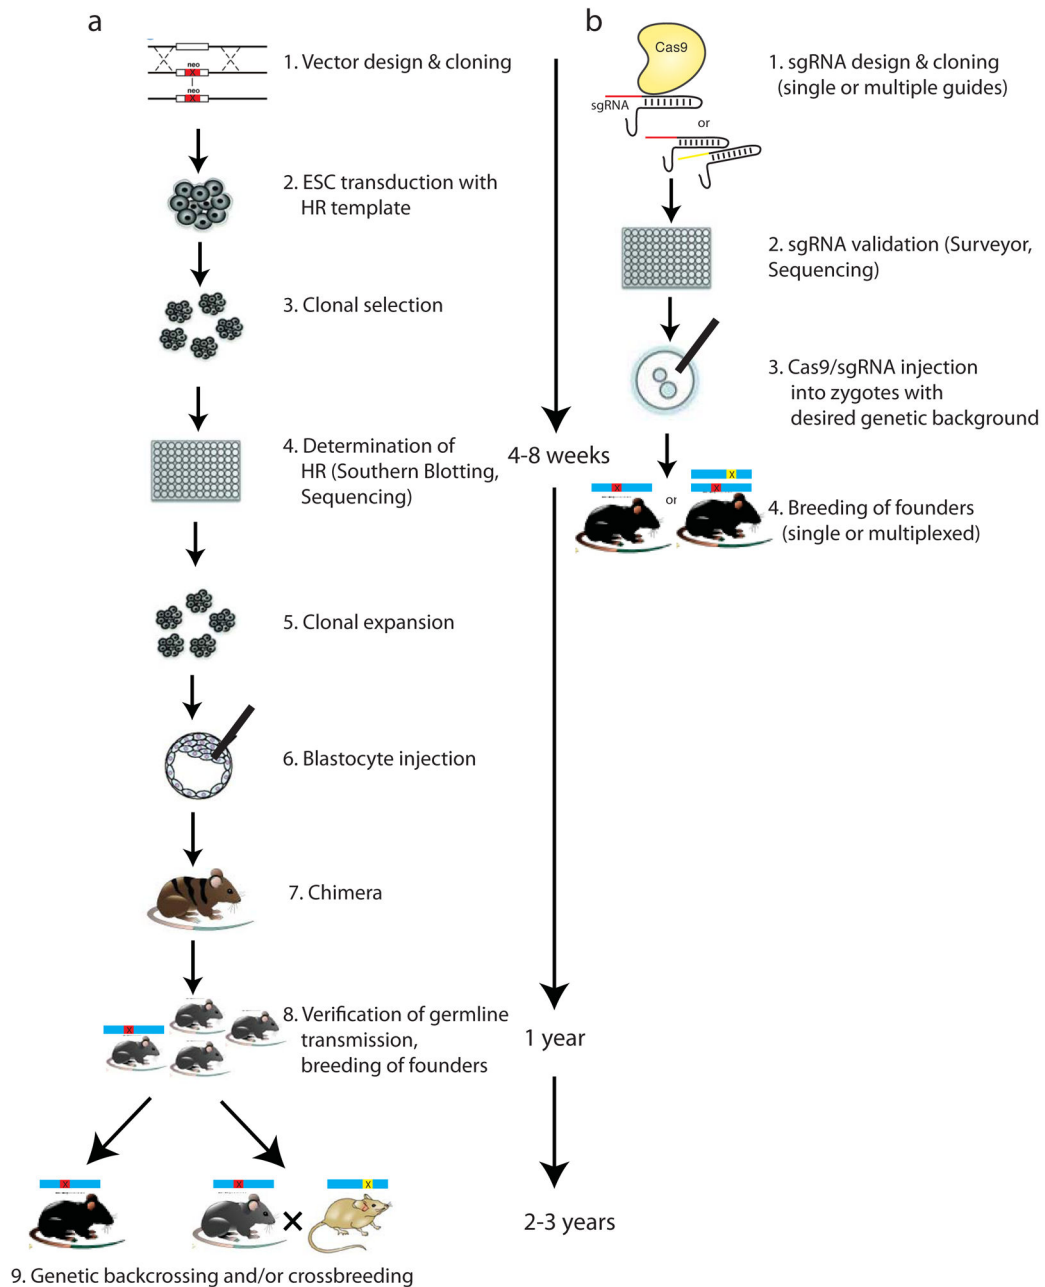 a
neo
X
neo
X
1. Vector design & cloning
2. ESC transduction with
HR template
3. Clonal selection
4. Determination of
HR (Southern Blotting,
Sequencing)
5. Clonal expansion
6. Blastocyte injection
7. Chimera
X
8. Verification of germline
transmission,
breeding of founders
X
X
X
9. Genetic backcrossing and/or crossbreeding
4-8 weeks
1 year
2-3 years
b
Cas9
sgRNA
or
1. sgRNA design & cloning
(single or multiple guides)
2. sgRNA validation (Surveyor,
Sequencing)
3. Cas9/sgRNA injection
into zygotes with
desired genetic background
X
or
X
X
4. Breeding of founders
(single or multiplexed)